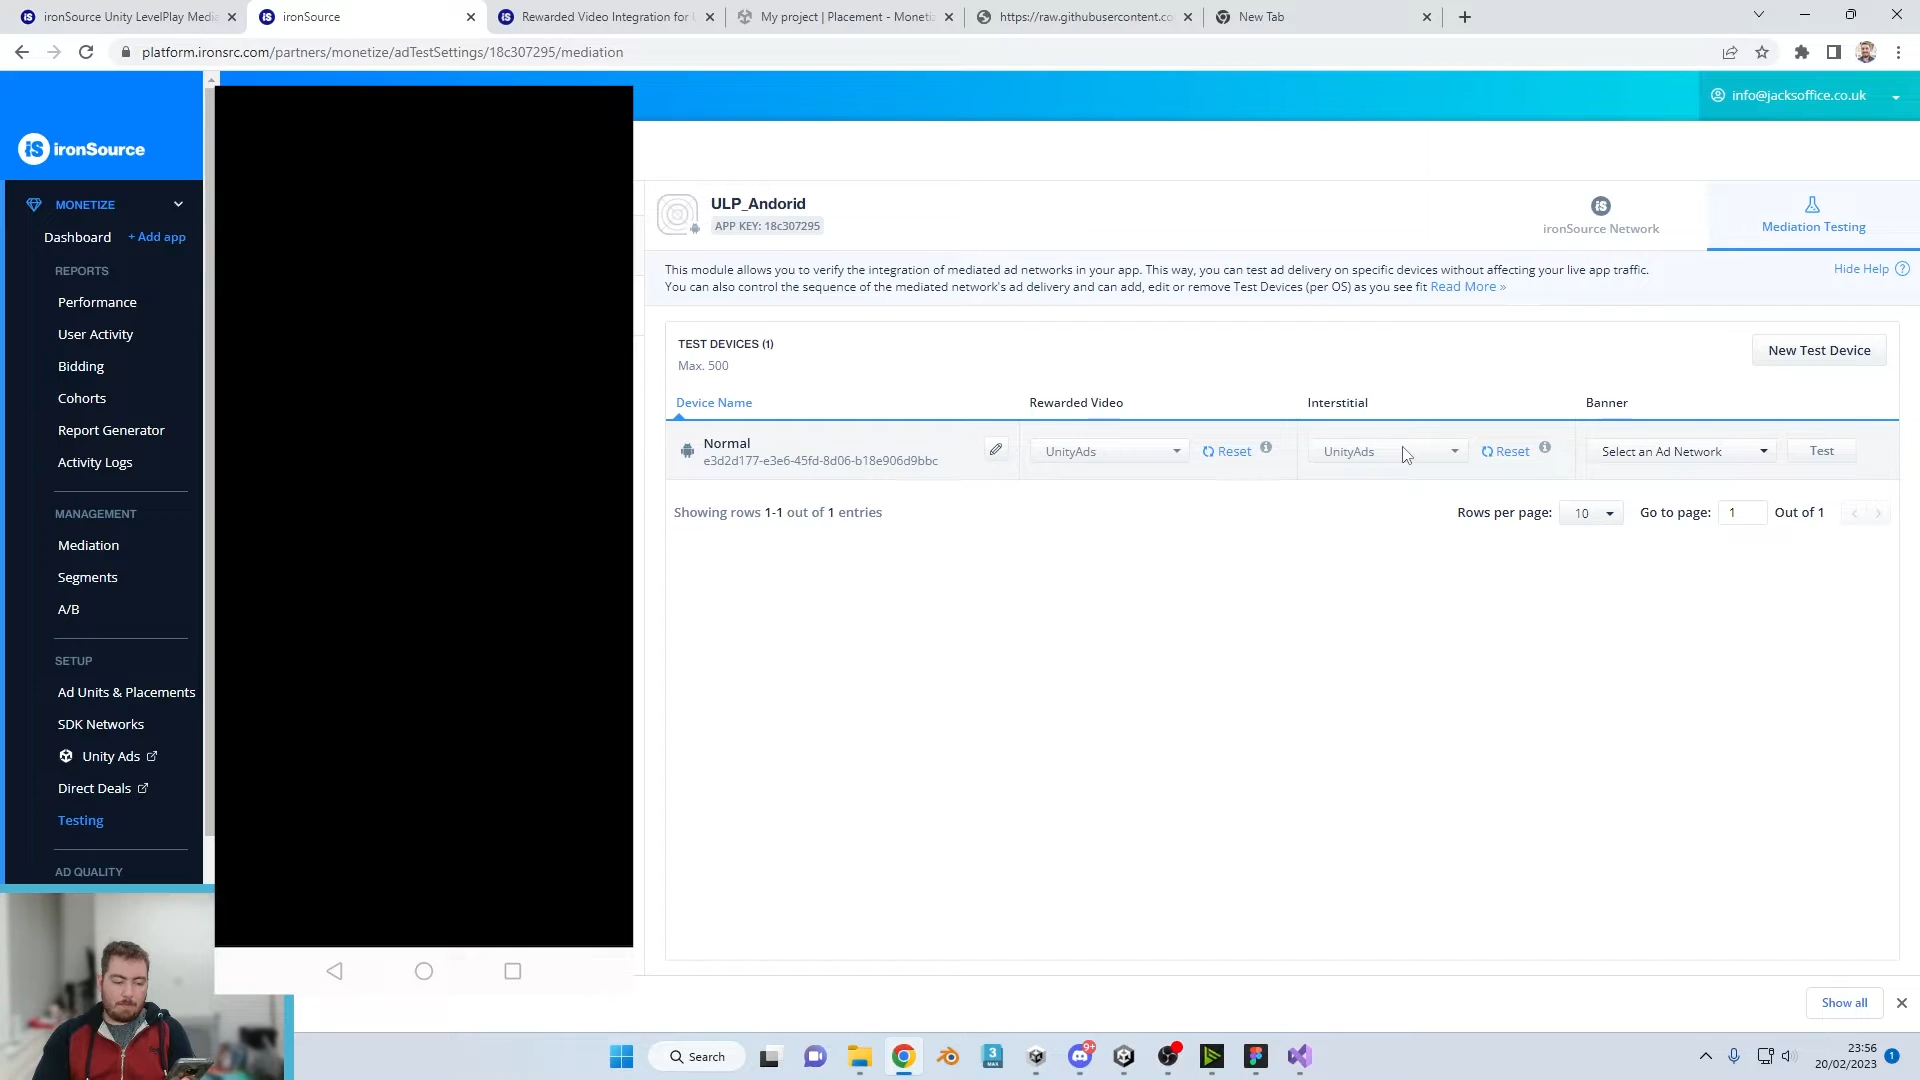 ironSource Unity LevelPlay Media
ironSource
Rewarded Video Integration for U
My project | Placement - Moneti
https://raw.githubusercontent.co
New Tab
platform.ironsrc.com/partners/monetize/adTestSettings/18c307295/mediation
info@jacksoffice.co.uk
iS ironSource
MONETIZE
Dashboard
+ Add app
REPORTS
Performance
User Activity
Bidding
Cohorts
Report Generator
Activity Logs
MANAGEMENT
Mediation
Segments
A/B
SETUP
Ad Units & Placements
SDK Networks
Unity Ads
Direct Deals
Testing
AD QUALITY
ULP_Andorid
APP KEY: 18c307295
iS
ironSource Network
Mediation Testing
This module allows you to verify the integration of mediated ad networks in your app. This way, you can test ad delivery on specific devices without affecting your live app traffic.
You can also control the sequence of the mediated network's ad delivery and can add, edit or remove Test Devices (per OS) as you see fit Read More »
Hide Help ?
TEST DEVICES (1)
Max. 500
New Test Device
Device Name
Rewarded Video
Interstitial
Banner
Normal
e3d2d177-e3e6-45fd-8d06-b18e906d9bbc
UnityAds
Reset
UnityAds
Reset
Select an Ad Network
Test
Showing rows 1-1 out of 1 entries
Rows per page: 10
Go to page: 1
Out of 1
Show all
Search
3
MAX
9+
23:56
20/02/2023
1